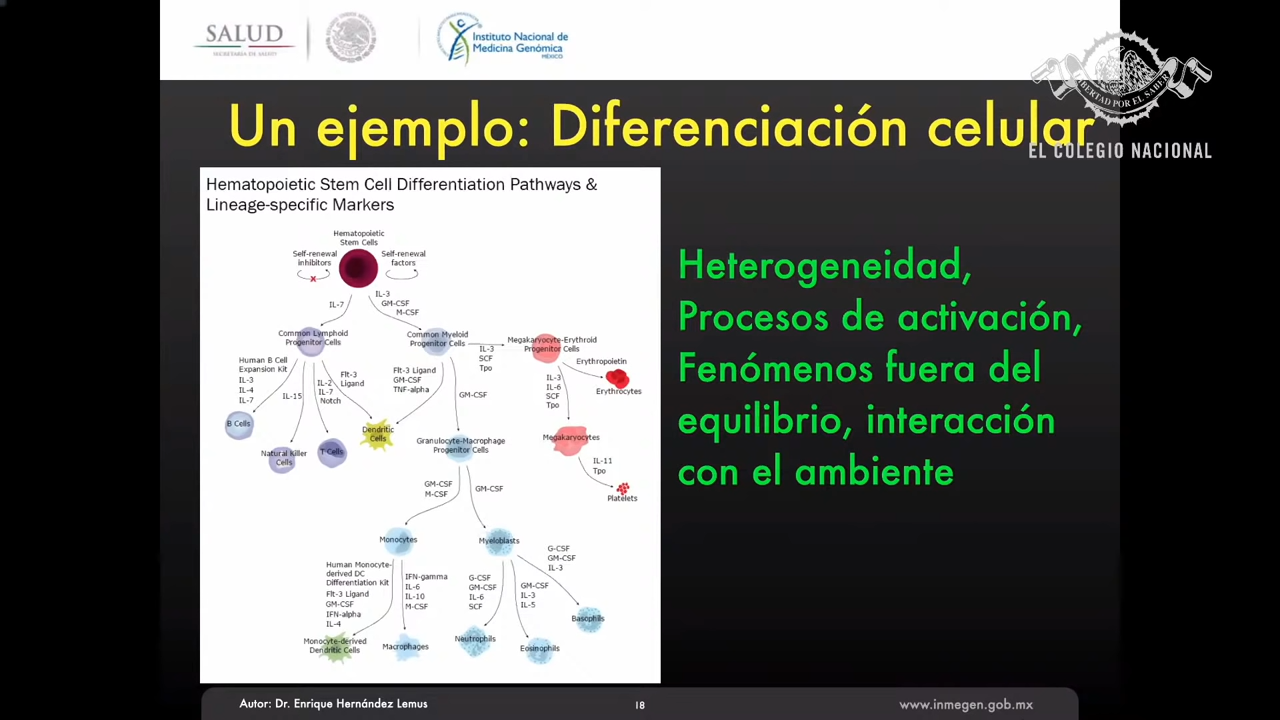 SALUD
SECRETARÍA DE SALUD
Instituto Nacional de
Medicina Genómica
MÉXICO
LIBERTAD POR EL SABER
EL COLEGIO NACIONAL
Un ejemplo: Diferenciación celular
Hematopoietic Stem Cell Differentiation Pathways &
Lineage-specific Markers
Hematopoietic
Stem Cells
Self-renewal
inhibitors
Self-renewal
factors
IL-7
IL-3
GM-CSF
M-CSF
Common Lymphoid
Progenitor Cells
Common Myeloid
Progenitor Cells
IL-3
SCF
Tpo
Megakaryocyte-Erythroid
Progenitor Cells
Erythropoietin
Erythrocytes
Human B Cell
Expansion Kit
IL-3
IL-4
IL-7
IL-15
IL-2
IL-7
Notch
Flt-3
Ligand
Flt-3 Ligand
GM-CSF
TNF-alpha
GM-CSF
IL-3
IL-6
SCF
Tpo
B Cells
Natural Killer
Cells
T Cells
Dendritic
Cells
Granulocyte-Macrophage
Progenitor Cells
Megakaryocytes
IL-11
Tpo
Platelets
GM-CSF
M-CSF
GM-CSF
Monocytes
Myeloblasts
G-CSF
GM-CSF
IL-3
Human Monocyte-
derived DC
Differentiation Kit
Flt-3 Ligand
GM-CSF
IFN-alpha
IL-4
IFN-gamma
IL-6
IL-10
M-CSF
G-CSF
GM-CSF
IL-6
SCF
GM-CSF
IL-3
IL-5
Basophils
Monocyte-derived
Dendritic Cells
Macrophages
Neutrophils
Eosinophils
Heterogeneidad,
Procesos de activación,
Fenómenos fuera del
equilibrio, interacción
con el ambiente
Autor: Dr. Enrique Hernández Lemus
18
www.inmegen.gob.mx